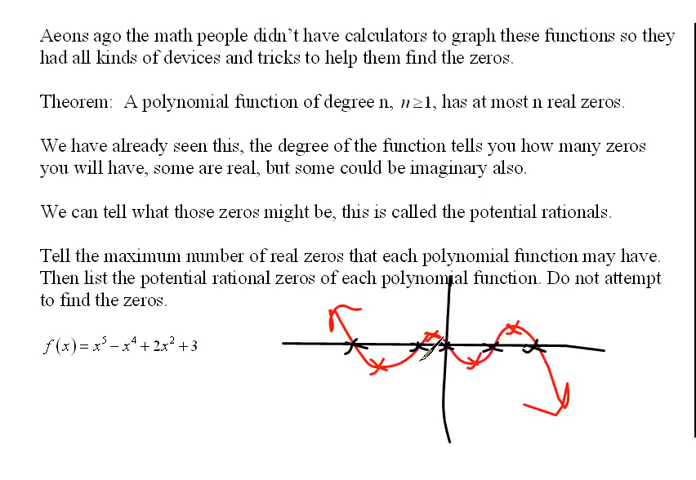 Aeons ago the math people didn't have calculators to graph these functions so they
had all kinds of devices and tricks to help them find the zeros.
Theorem: A polynomial function of degree n, n≥1, has at most n real zeros.
We have already seen this, the degree of the function tells you how many zeros
you will have, some are real, but some could be imaginary also.
We can tell what those zeros might be, this is called the potential rationals.
Tell the maximum number of real zeros that each polynomial function may have.
Then list the potential rational zeros of each polynomial function. Do not attempt
to find the zeros.
f(x)=x⁵−x⁴+2x²+3